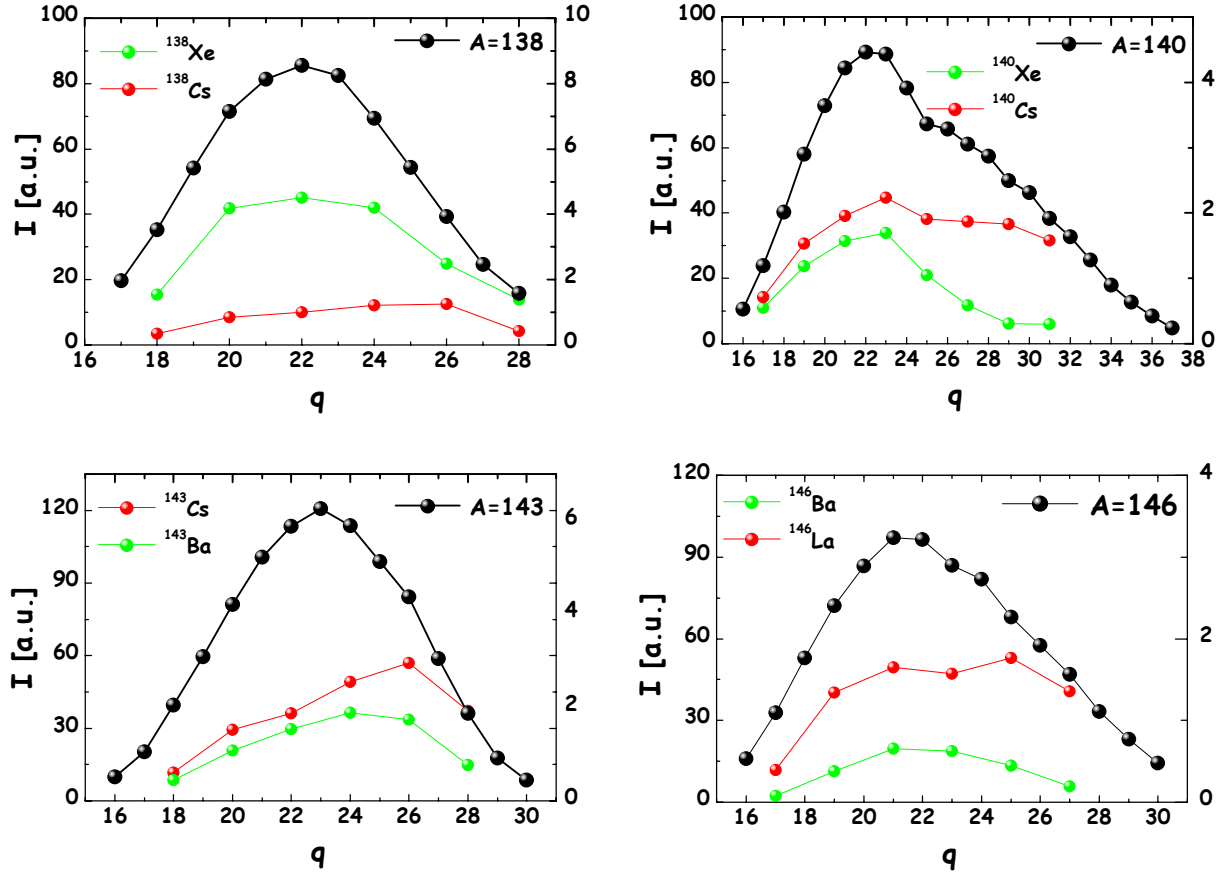 ¹³⁸Xe
¹³⁸Cs
A=138
I [a.u.]
100
80
60
40
20
0
10
8
6
4
2
0
16 18 20 22 24 26 28
q
A=140
¹⁴⁰Xe
¹⁴⁰Cs
I [a.u.]
100
80
60
40
20
0
4
2
0
16 18 20 22 24 26 28 30 32 34 36 38
q
¹⁴³Cs
¹⁴³Ba
A=143
I [a.u.]
120
90
60
30
0
6
4
2
0
16 18 20 22 24 26 28 30
q
¹⁴⁶Ba
¹⁴⁶La
A=146
I [a.u.]
120
90
60
30
0
4
2
0
16 18 20 22 24 26 28 30
q